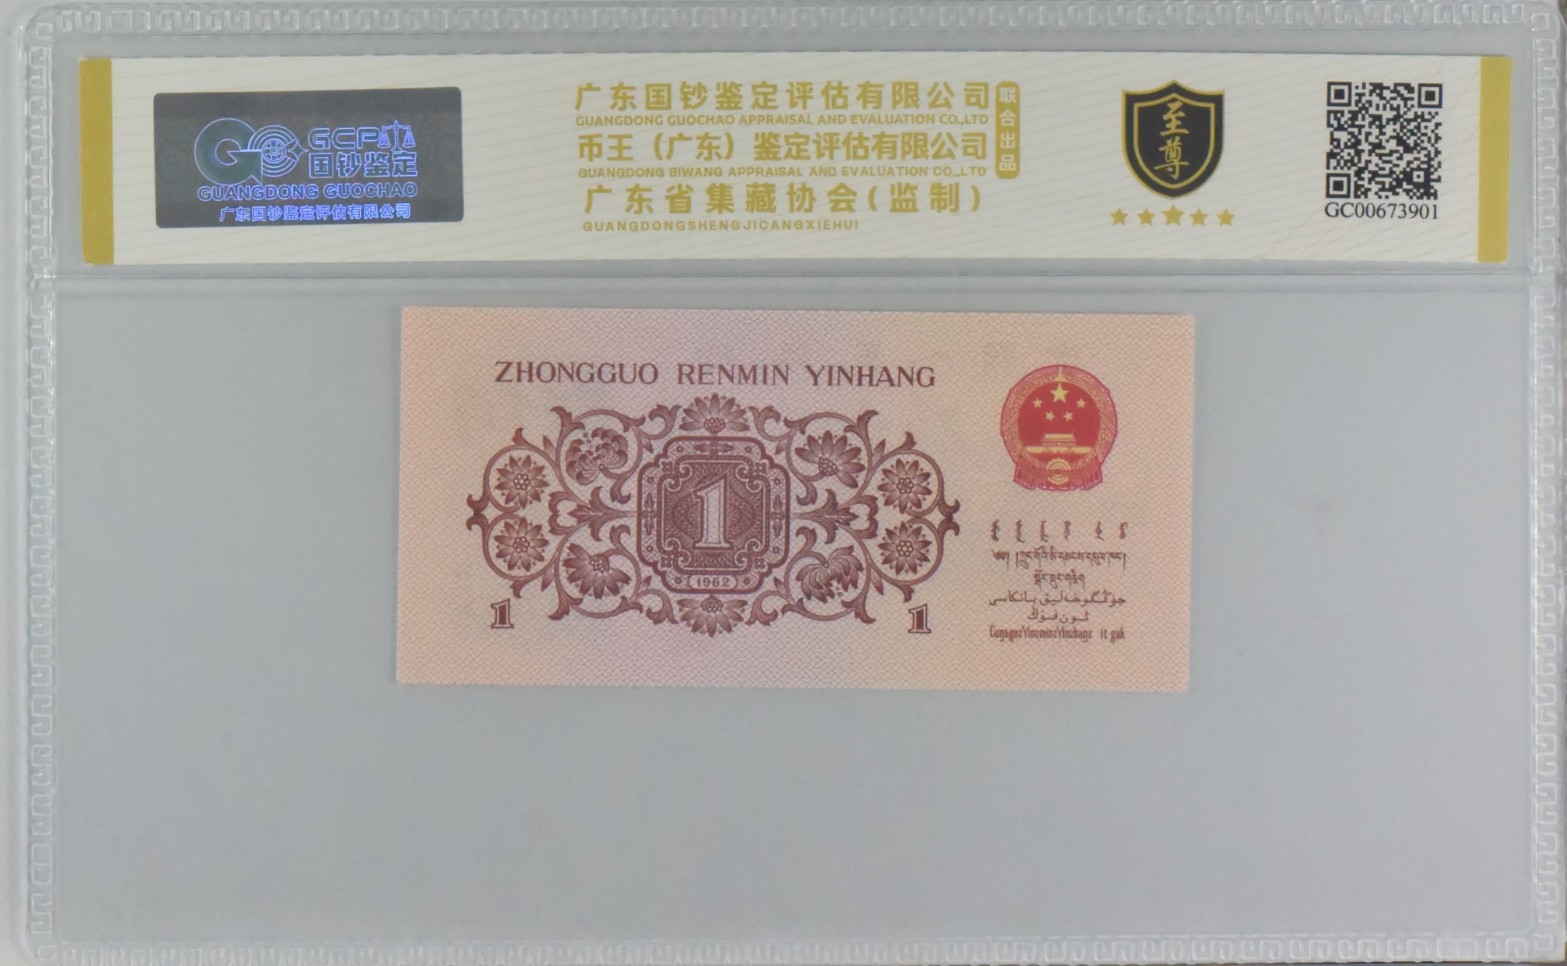 GCP
国钞鉴定
GUANGDONG GUOCHAO
广东国钞鉴定评估有限公司
广东国钞鉴定评估有限公司
GUANGDONG GUOCHAO APPRAISAL AND EVALUATION CO.,LTD
币王（广东）鉴定评估有限公司
GUANGDONG BIWANG APPRAISAL AND EVALUATION CO.,LTD
联合出品
广东省集藏协会(监制)
GUANGDONGSHENGJICANGXIEHUI
至尊
GC00673901
ZHONGGUO RENMIN YINHANG
1
1962
1
1
جۇڭگو خەلىق بانكاسى